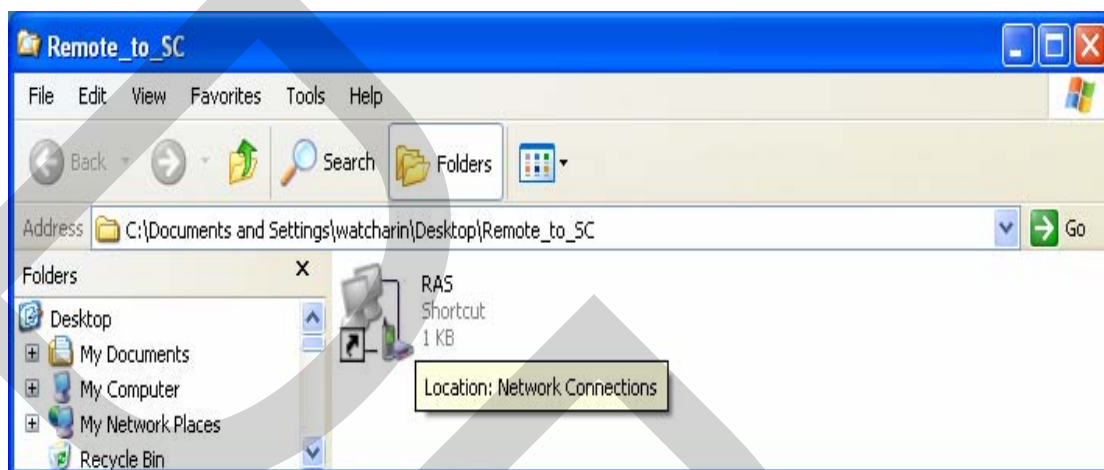 Remote_to_SC
File Edit View Favorites Tools Help
Back Search Folders
Address C:\Documents and Settings\watcharin\Desktop\Remote_to_SC Go
Folders X
Desktop
My Documents
My Computer
My Network Places
Recycle Bin
RAS
Shortcut
1 KB
Location: Network Connections